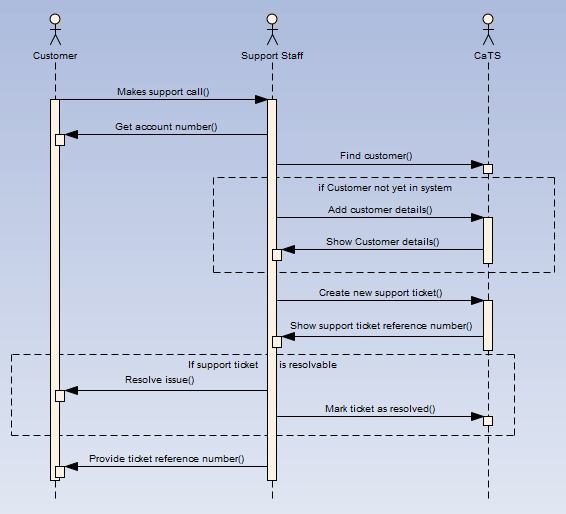 Customer
Support Staff
CaTS
Makes support call()
Get account number()
Find customer()
if Customer not yet in system
Add customer details()
Show Customer details()
Create new support ticket()
Show support ticket reference number()
If support ticket is resolvable
Resolve issue()
Mark ticket as resolved()
Provide ticket reference number()